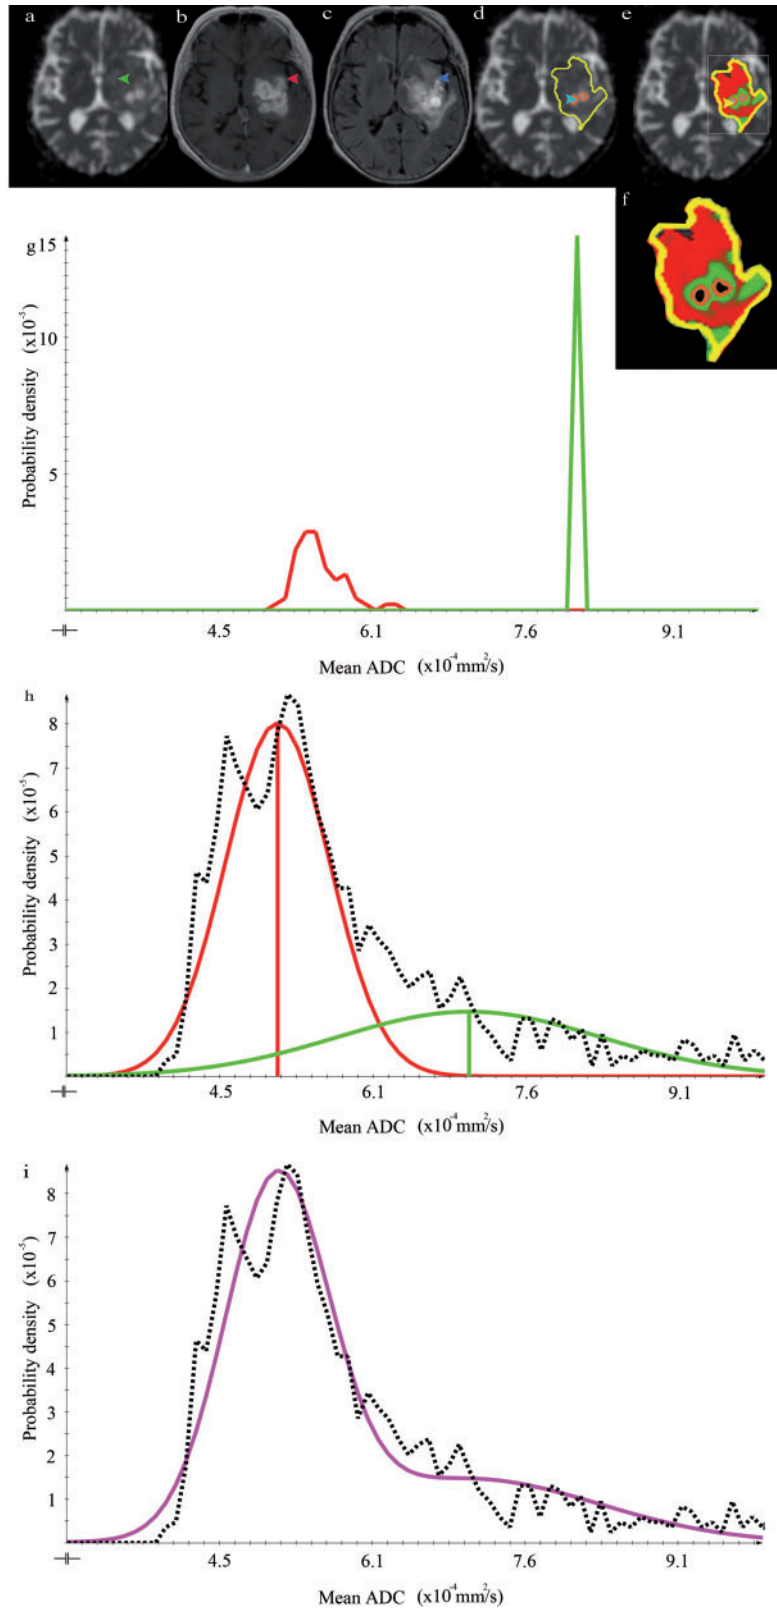 a b c d e
f
g
15
10
5
Probability density (x10⁻⁵)
4.5 6.1 7.6 9.1
Mean ADC (x10⁻⁴mm²/s)
h
8
7
6
5
4
3
2
1
Probability density (x10⁻⁵)
4.5 6.1 7.6 9.1
Mean ADC (x10⁻⁴mm²/s)
i
8
7
6
5
4
3
2
1
Probability density (x10⁻⁵)
4.5 6.1 7.6 9.1
Mean ADC (x10⁻⁴mm²/s)